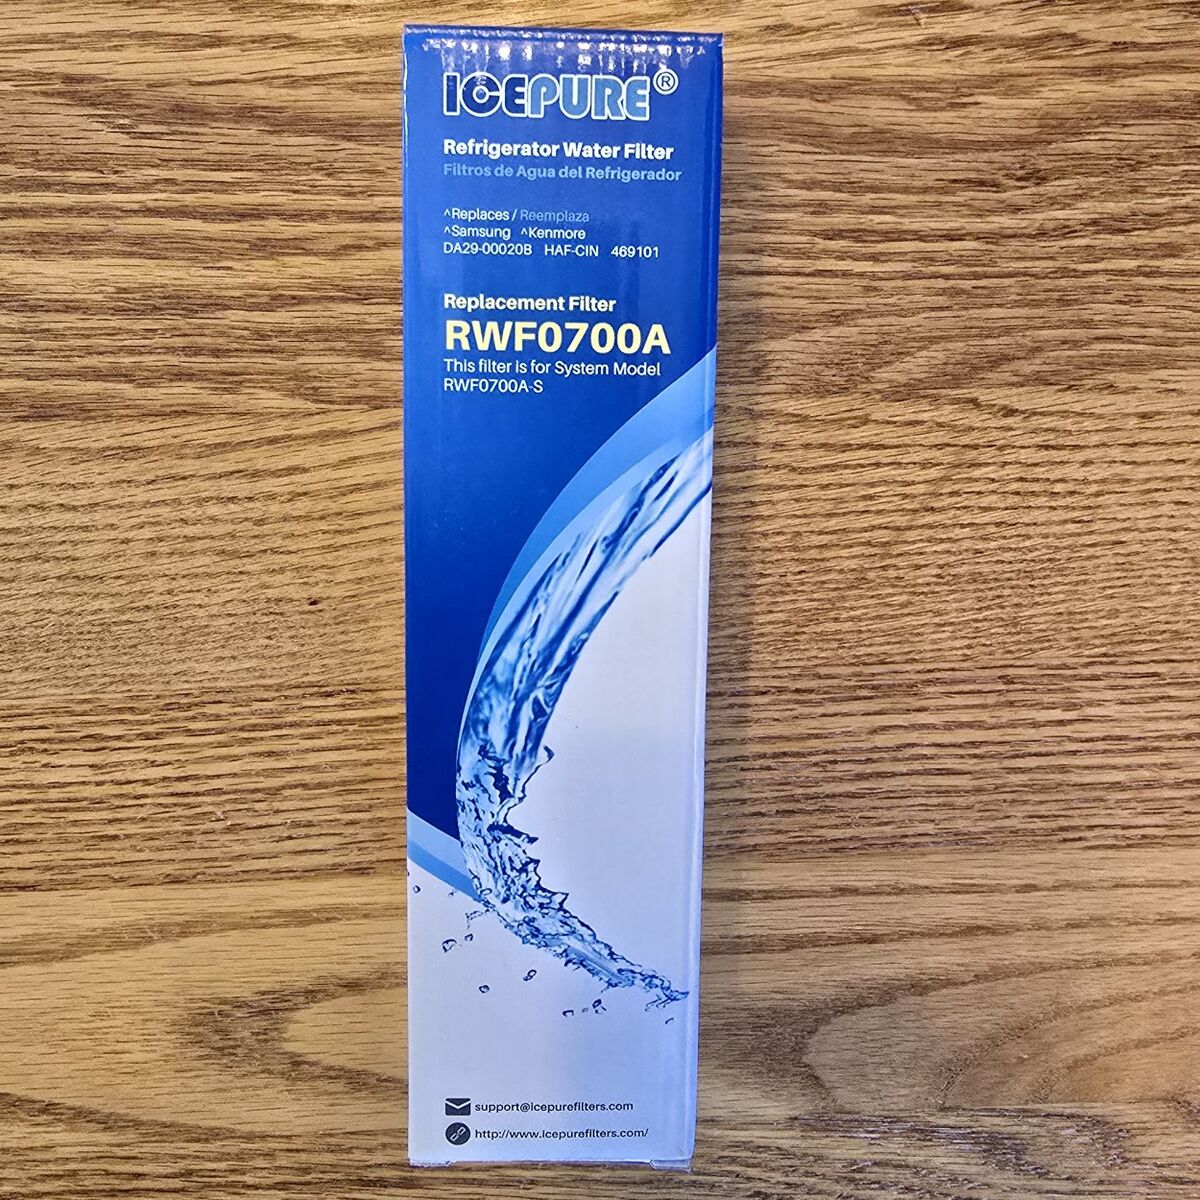 ICEPURE®
Refrigerator Water Filter
Filtros de Agua del Refrigerador
^Replaces / Reemplaza
^Samsung ^Kenmore
DA29-00020B HAF-CIN 469101
Replacement Filter
RWF0700A
This filter is for System Model
RWF0700A-S
support@icepurefilters.com
http://www.icepurefilters.com/